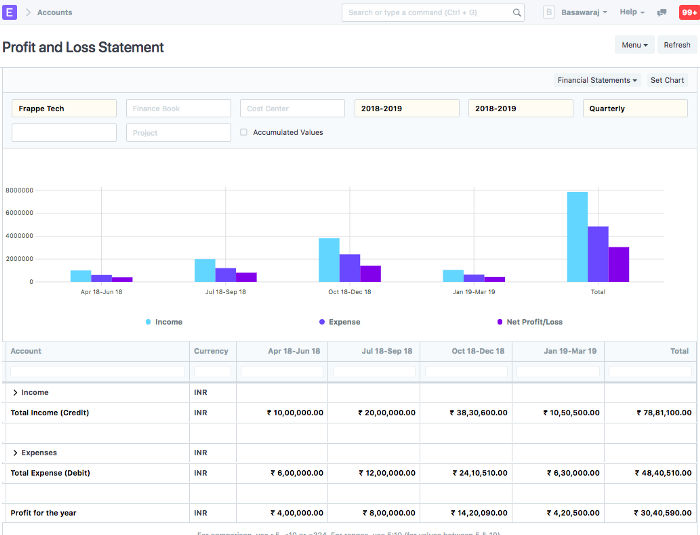 E Accounts Search or type a command (Ctrl + G) B Basawaraj Help 99+
Profit and Loss Statement Menu Refresh
Financial Statements Set Chart
Frappe Tech Finance Book Cost Center 2018-2019 2018-2019 Quarterly
Project Accumulated Values
8000000
6000000
4000000
2000000
0
Apr 18-Jun 18 Jul 18-Sep 18 Oct 18-Dec 18 Jan 19-Mar 19 Total
Income Expense Net Profit/Loss
Account Currency Apr 18-Jun 18 Jul 18-Sep 18 Oct 18-Dec 18 Jan 19-Mar 19 Total
Income INR
Total Income (Credit) INR ₹ 10,00,000.00 ₹ 20,00,000.00 ₹ 38,30,600.00 ₹ 10,50,500.00 ₹ 78,81,100.00
Expenses INR
Total Expense (Debit) INR ₹ 6,00,000.00 ₹ 12,00,000.00 ₹ 24,10,510.00 ₹ 6,30,000.00 ₹ 48,40,510.00
Profit for the year INR ₹ 4,00,000.00 ₹ 8,00,000.00 ₹ 14,20,090.00 ₹ 4,20,500.00 ₹ 30,40,590.00